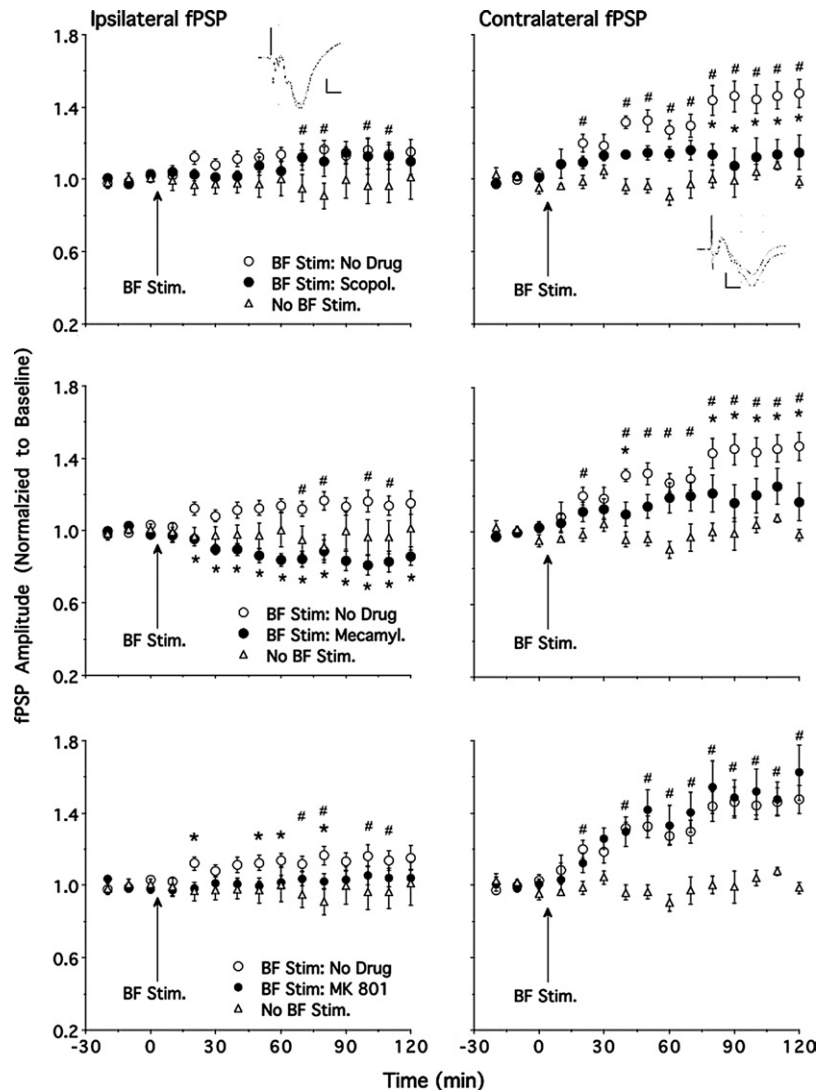 Ipsilateral fPSP
Contralateral fPSP
fPSP Amplitude (Normalzied to Baseline)
1.8
1.4
1.0
0.6
0.2
# # # #
BF Stim.
BF Stim: No Drug
BF Stim: Scopol.
No BF Stim.
# # # # # # # # # #
* * * * *
BF Stim.
1.8
1.4
1.0
0.6
0.2
# # # #
* * * * * * * * * * *
BF Stim.
BF Stim: No Drug
BF Stim: Mecamyl.
No BF Stim.
# # # # # # # # # #
* * * * * *
BF Stim.
1.8
1.4
1.0
0.6
0.2
# # # #
* * * *
BF Stim.
BF Stim: No Drug
BF Stim: MK 801
No BF Stim.
# # # # # # # # # #
BF Stim.
-30 0 30 60 90 120
-30 0 30 60 90 120
Time (min)